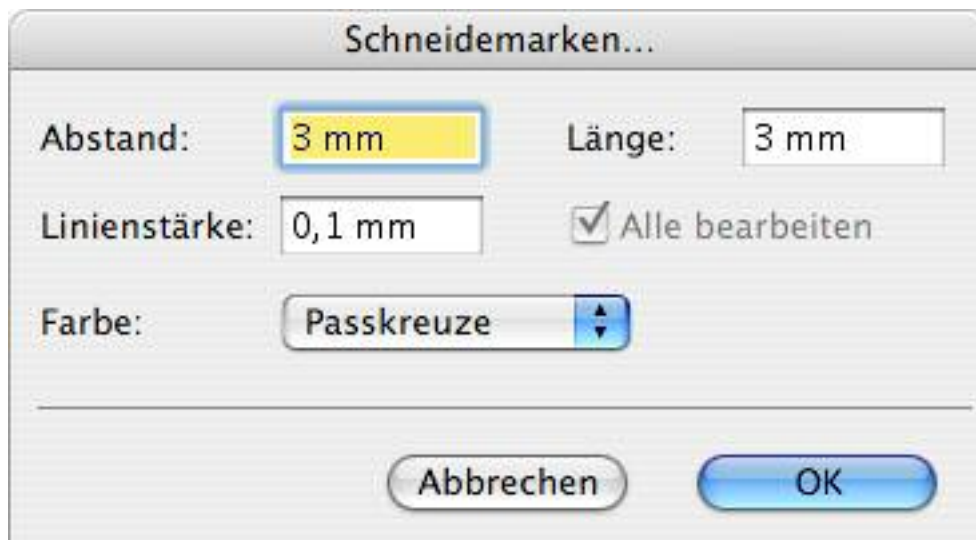 Schneidemarken...
Abstand: 3 mm Länge: 3 mm
Linienstärke: 0,1 mm Alle bearbeiten
Farbe: Passkreuze
Abbrechen OK